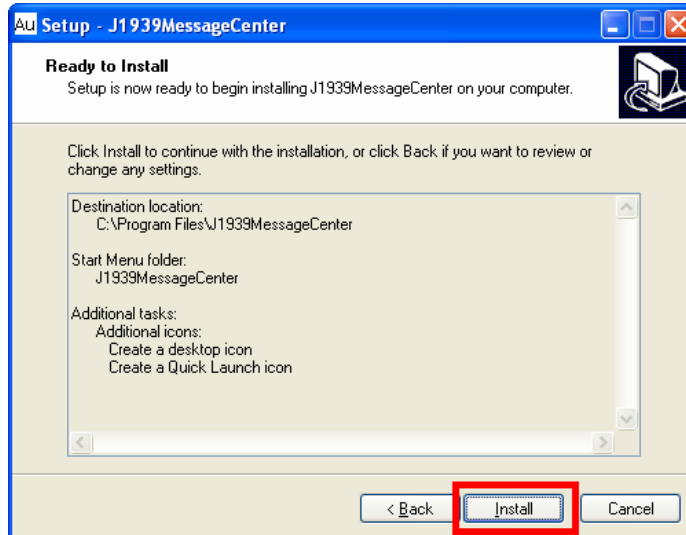 Au Setup - J1939MessageCenter
Ready to Install
Setup is now ready to begin installing J1939MessageCenter on your computer.
Click Install to continue with the installation, or click Back if you want to review or
change any settings.
Destination location:
C:\Program Files\J1939MessageCenter
Start Menu folder:
J1939MessageCenter
Additional tasks:
Additional icons:
Create a desktop icon
Create a Quick Launch icon
< Back
Install
Cancel